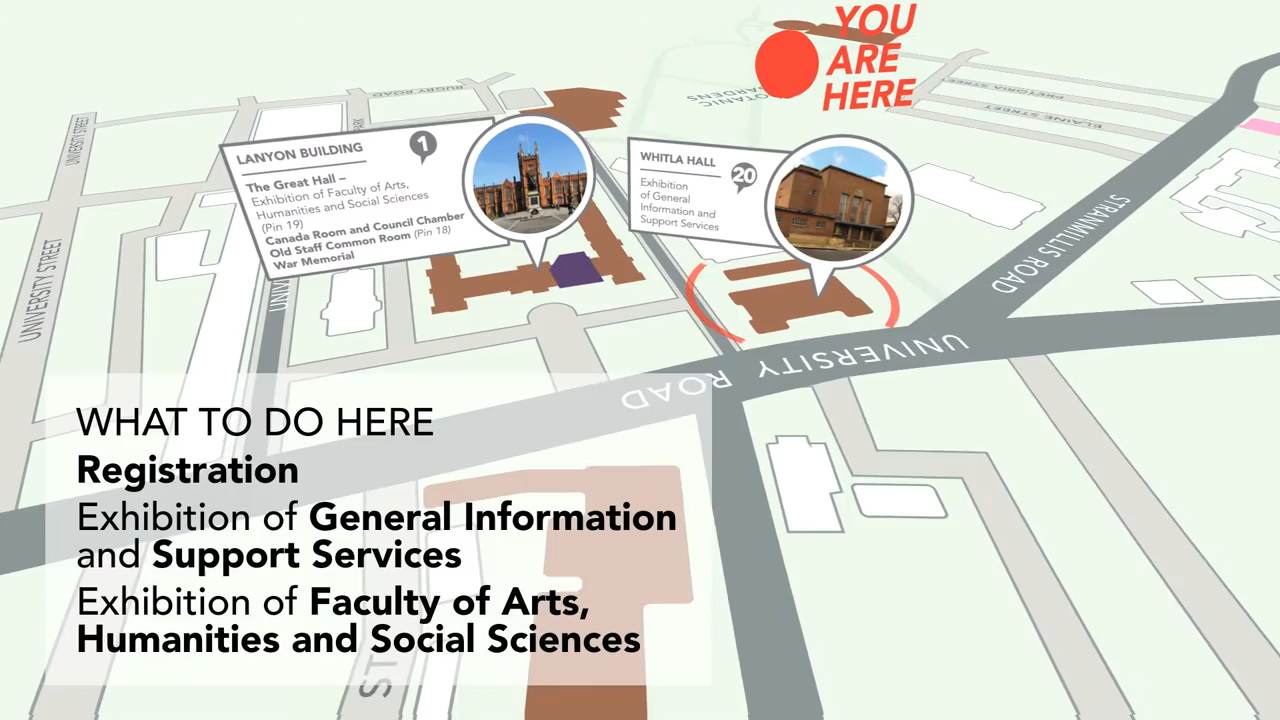 YOU
ARE
HERE
RUGBY ROAD
PARK
BOTANIC
GARDENS
PRETORIA STREET
ELAINE STREET
UNIVERSITY STREET
LANYON BUILDING
1
The Great Hall –
Exhibition of Faculty of Arts,
Humanities and Social Sciences
(Pin 19)
Canada Room and Council Chamber
Old Staff Common Room (Pin 18)
War Memorial
WHITLA HALL
20
Exhibition
of General
Information and
Support Services
UNIVERSITY STREET
STRANMILLIS ROAD
UNIVERSITY ROAD
WHAT TO DO HERE
Registration
Exhibition of General Information
and Support Services
Exhibition of Faculty of Arts,
Humanities and Social Sciences